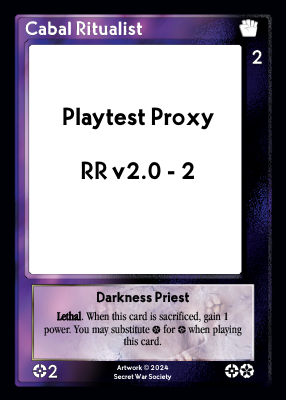 Cabal Ritualist
2
Playtest Proxy
RR v2.0 - 2
Darkness Priest
Lethal. When this card is sacrificed, gain 1
power. You may substitute for when playing
this card.
2
Artwork © 2024
Secret War Society